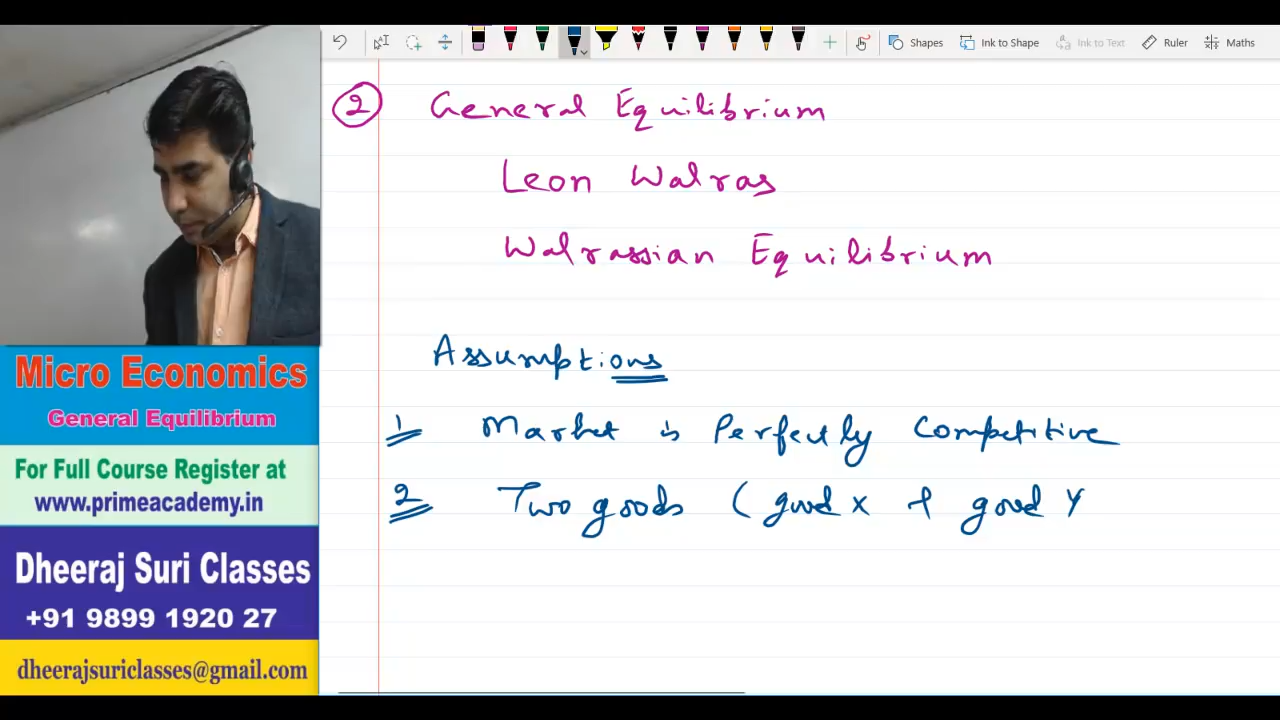 Shapes
Ink to Shape
Ink to Text
Ruler
Maths
2 General Equilibrium
Leon Walras
Walrassian Equilibrium
Assumptions
1 Market is Perfectly Competitive
2 Two goods (good X & good Y
Micro Economics
General Equilibrium
For Full Course Register at
www.primeacademy.in
Dheeraj Suri Classes
+91 9899 1920 27
dheerajsuriclasses@gmail.com